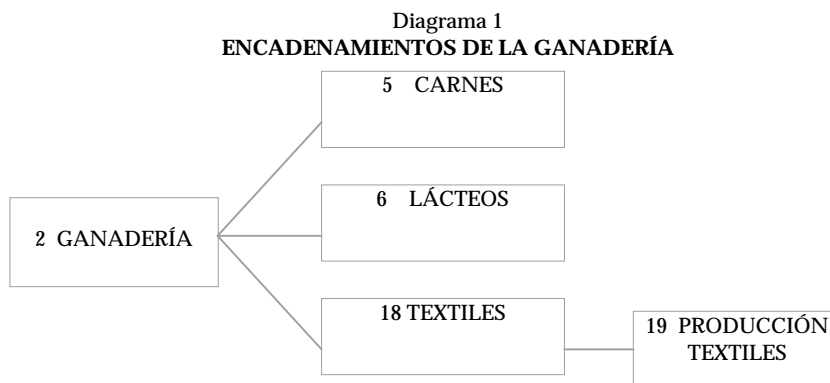 Diagrama 1
ENCADENAMIENTOS DE LA GANADERÍA
5 CARNES
6 LÁCTEOS
2 GANADERÍA
18 TEXTILES
19 PRODUCCIÓN
TEXTILES